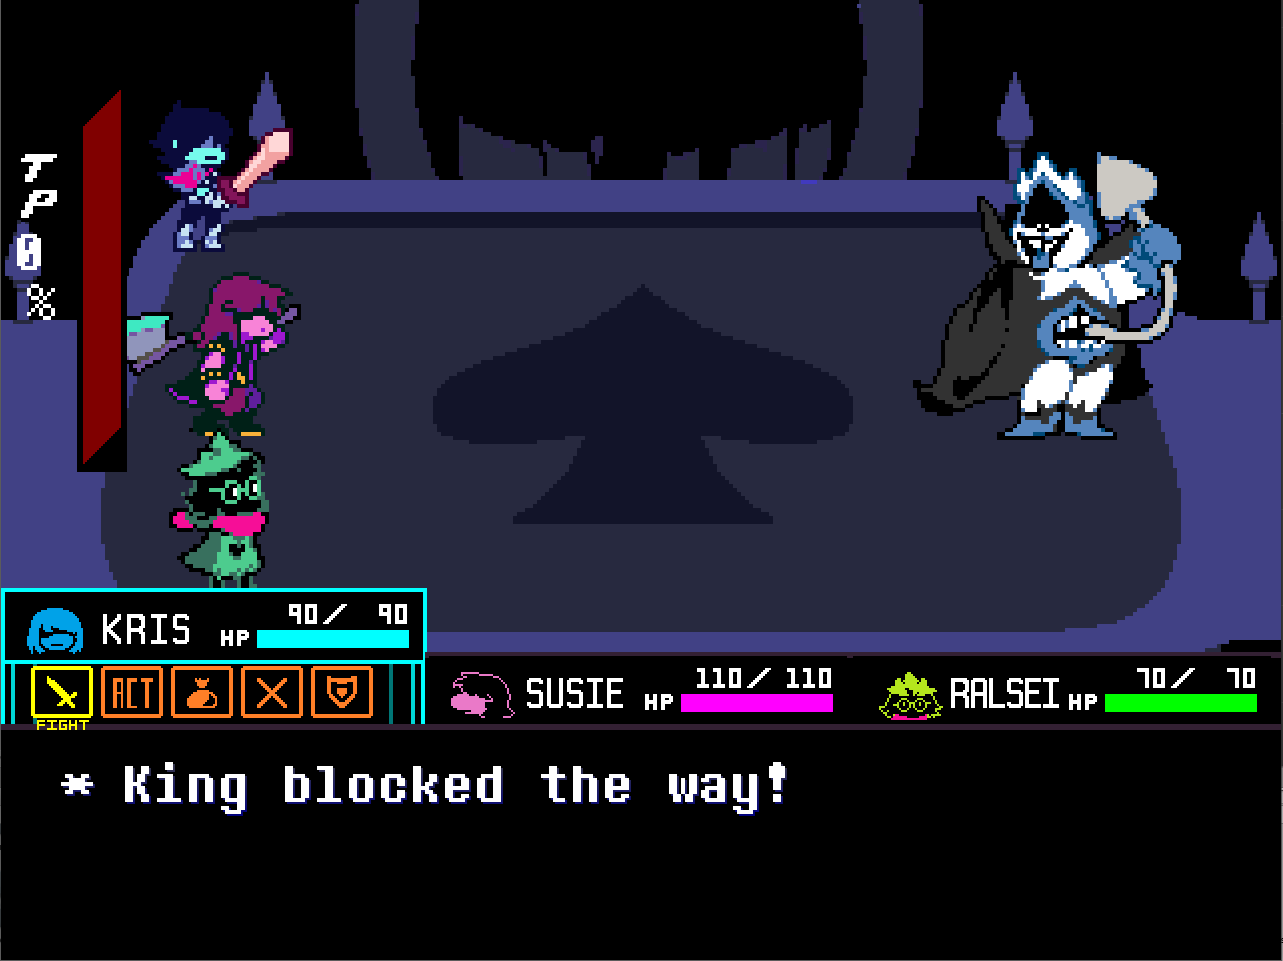 TP
0
%
KRIS HP 90/ 90
ACT
FIGHT
SUSIE HP 110/ 110
RALSEI HP 70/ 70
* King blocked the way!